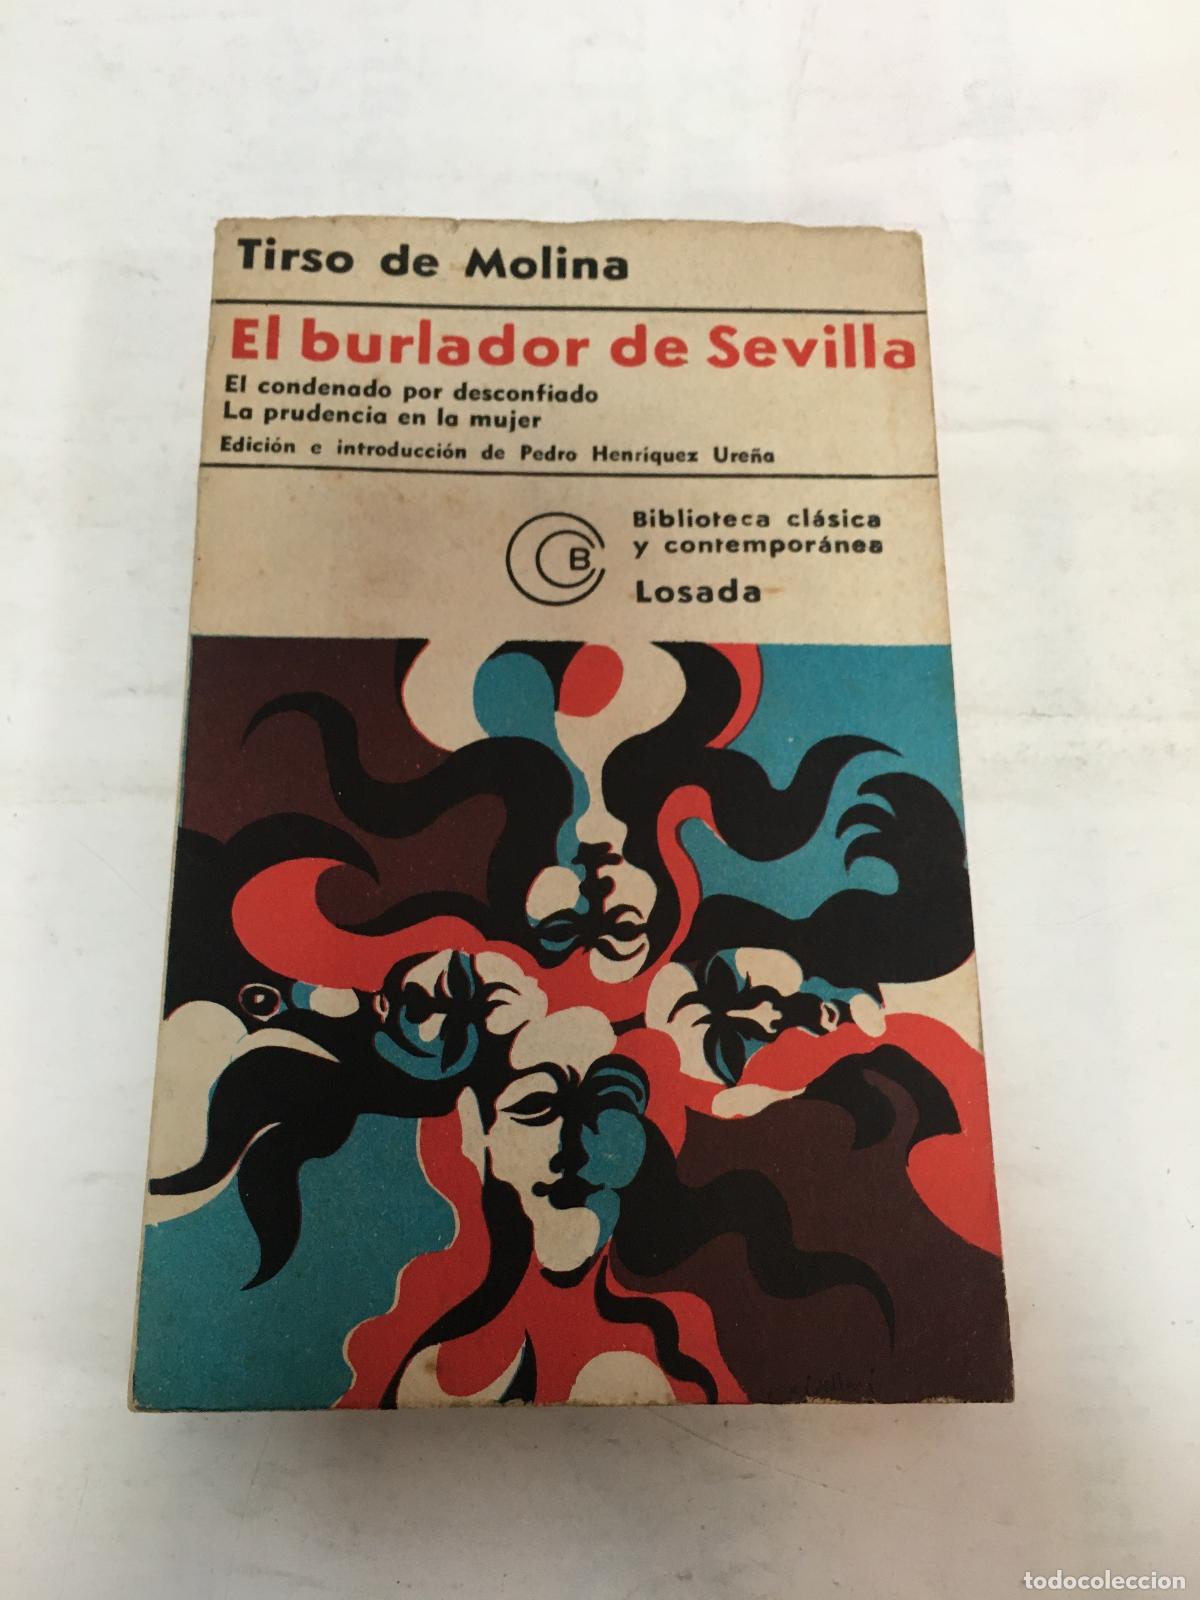 Tirso de Molina
El burlador de Sevilla
El condenado por desconfiado
La prudencia en la mujer
Edición e introducción de Pedro Henríquez Ureña
B
Biblioteca clásica
y contemporánea
Losada
todocoleccion